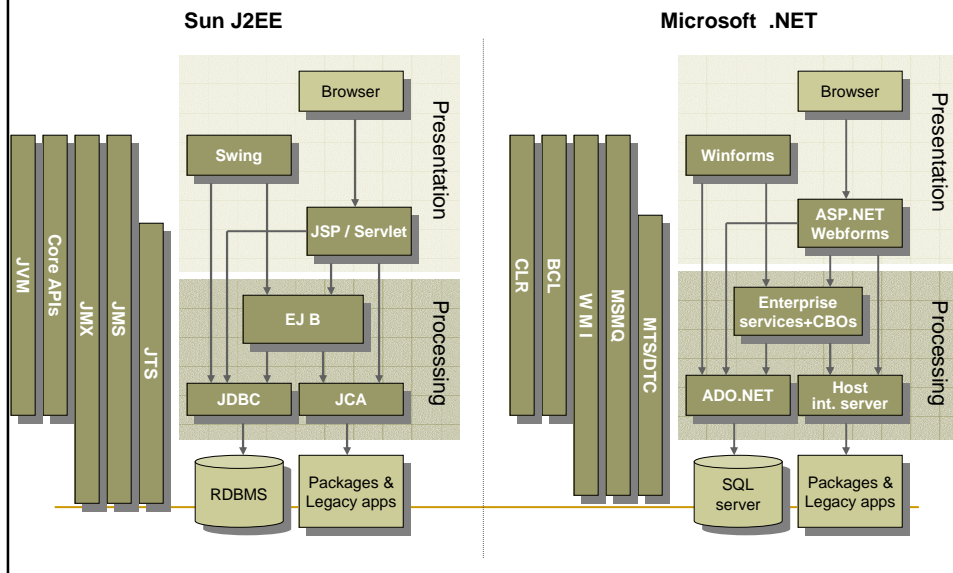 Sun J2EE
Browser
Presentation
Swing
JSP / Servlet
JVM
Core APIs
JMX
JMS
JTS
EJ B
Processing
JDBC
JCA
RDBMS
Packages &
Legacy apps
Microsoft .NET
Browser
Presentation
Winforms
ASP.NET
Webforms
CLR
BCL
W M I
MSMQ
MTS/DTC
Enterprise
services+CBOs
Processing
ADO.NET
Host
int. server
SQL
server
Packages &
Legacy apps